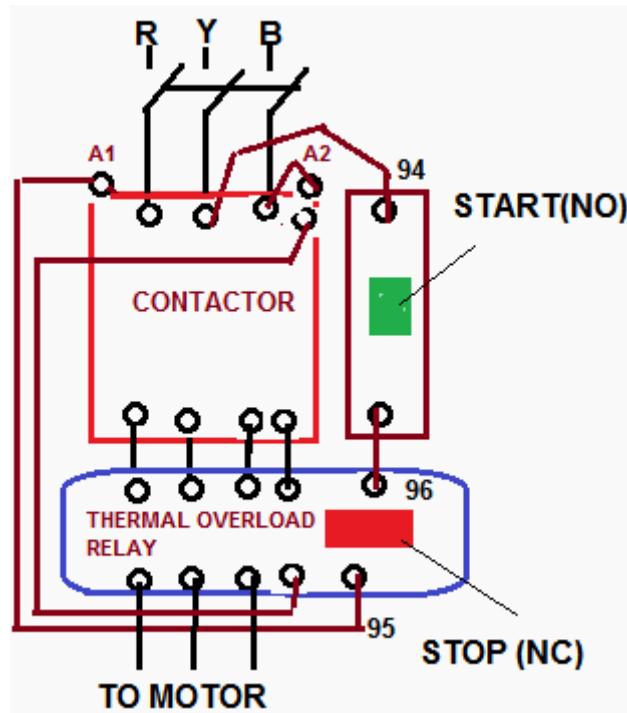 R Y B
A1 A2 94
START(NO)
CONTACTOR
96
THERMAL OVERLOAD
RELAY
95
STOP (NC)
TO MOTOR